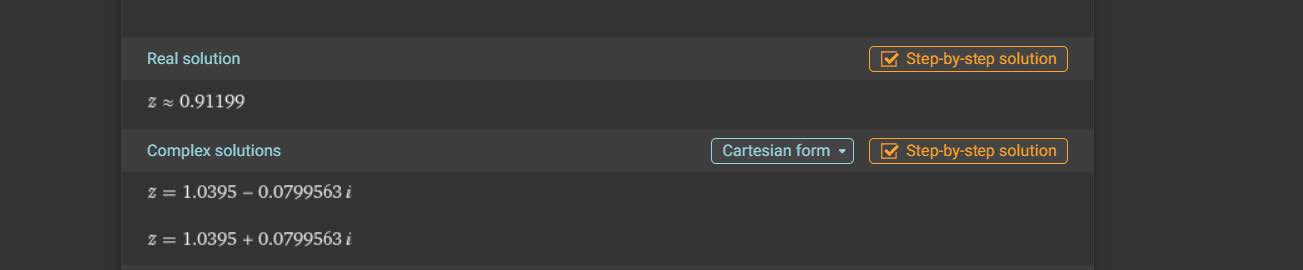 Real solution Step-by-step solution
z ≈ 0.91199
Complex solutions Cartesian form Step-by-step solution
z = 1.0395 − 0.0799563 i
z = 1.0395 + 0.0799563 i